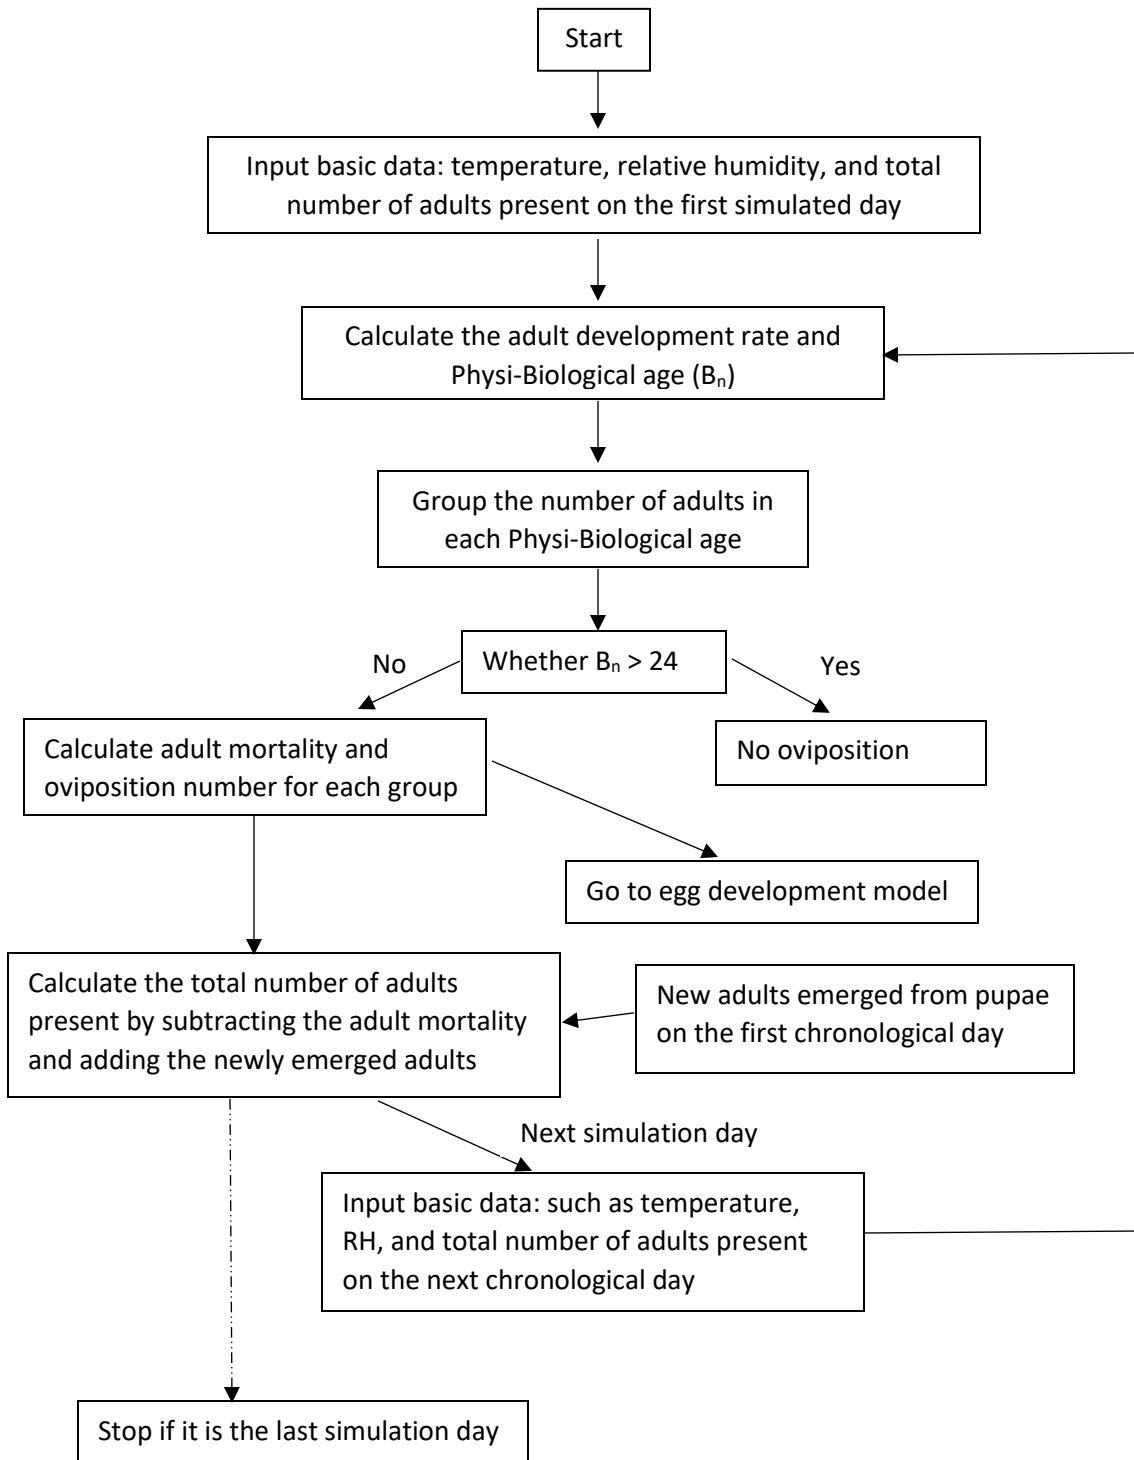 Start
Input basic data: temperature, relative humidity, and total
number of adults present on the first simulated day
Calculate the adult development rate and
Physi-Biological age (Bₙ)
Group the number of adults in
each Physi-Biological age
Whether Bₙ > 24
No
Yes
Calculate adult mortality and
oviposition number for each group
No oviposition
Go to egg development model
Calculate the total number of adults
present by subtracting the adult mortality
and adding the newly emerged adults
New adults emerged from pupae
on the first chronological day
Next simulation day
Input basic data: such as temperature,
RH, and total number of adults present
on the next chronological day
Stop if it is the last simulation day